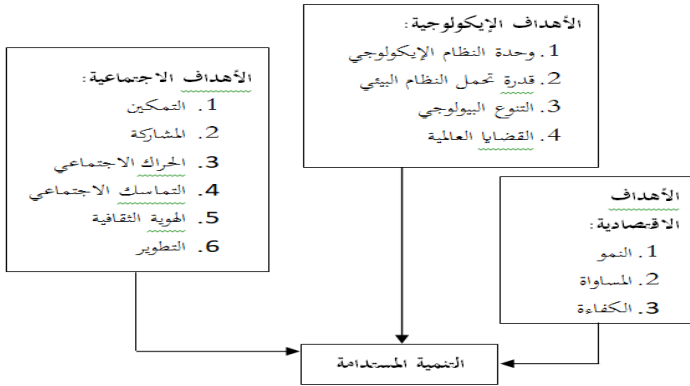 الأهداف الإيكولوجية:
1. وحدة النظام الإيكولوجي
2. قدرة تحمل النظام البيئي
3. التنوع البيولوجي
4. القضايا العالمية
الأهداف الاجتماعية:
1. التمكين
2. المشاركة
3. الحراك الاجتماعي
4. التماسك الاجتماعي
5. الهوية الثقافية
6. التطوير
الأهداف
الاقتصادية:
1. النمو
2. المساواة
3. الكفاءة
التنمية المستدامة